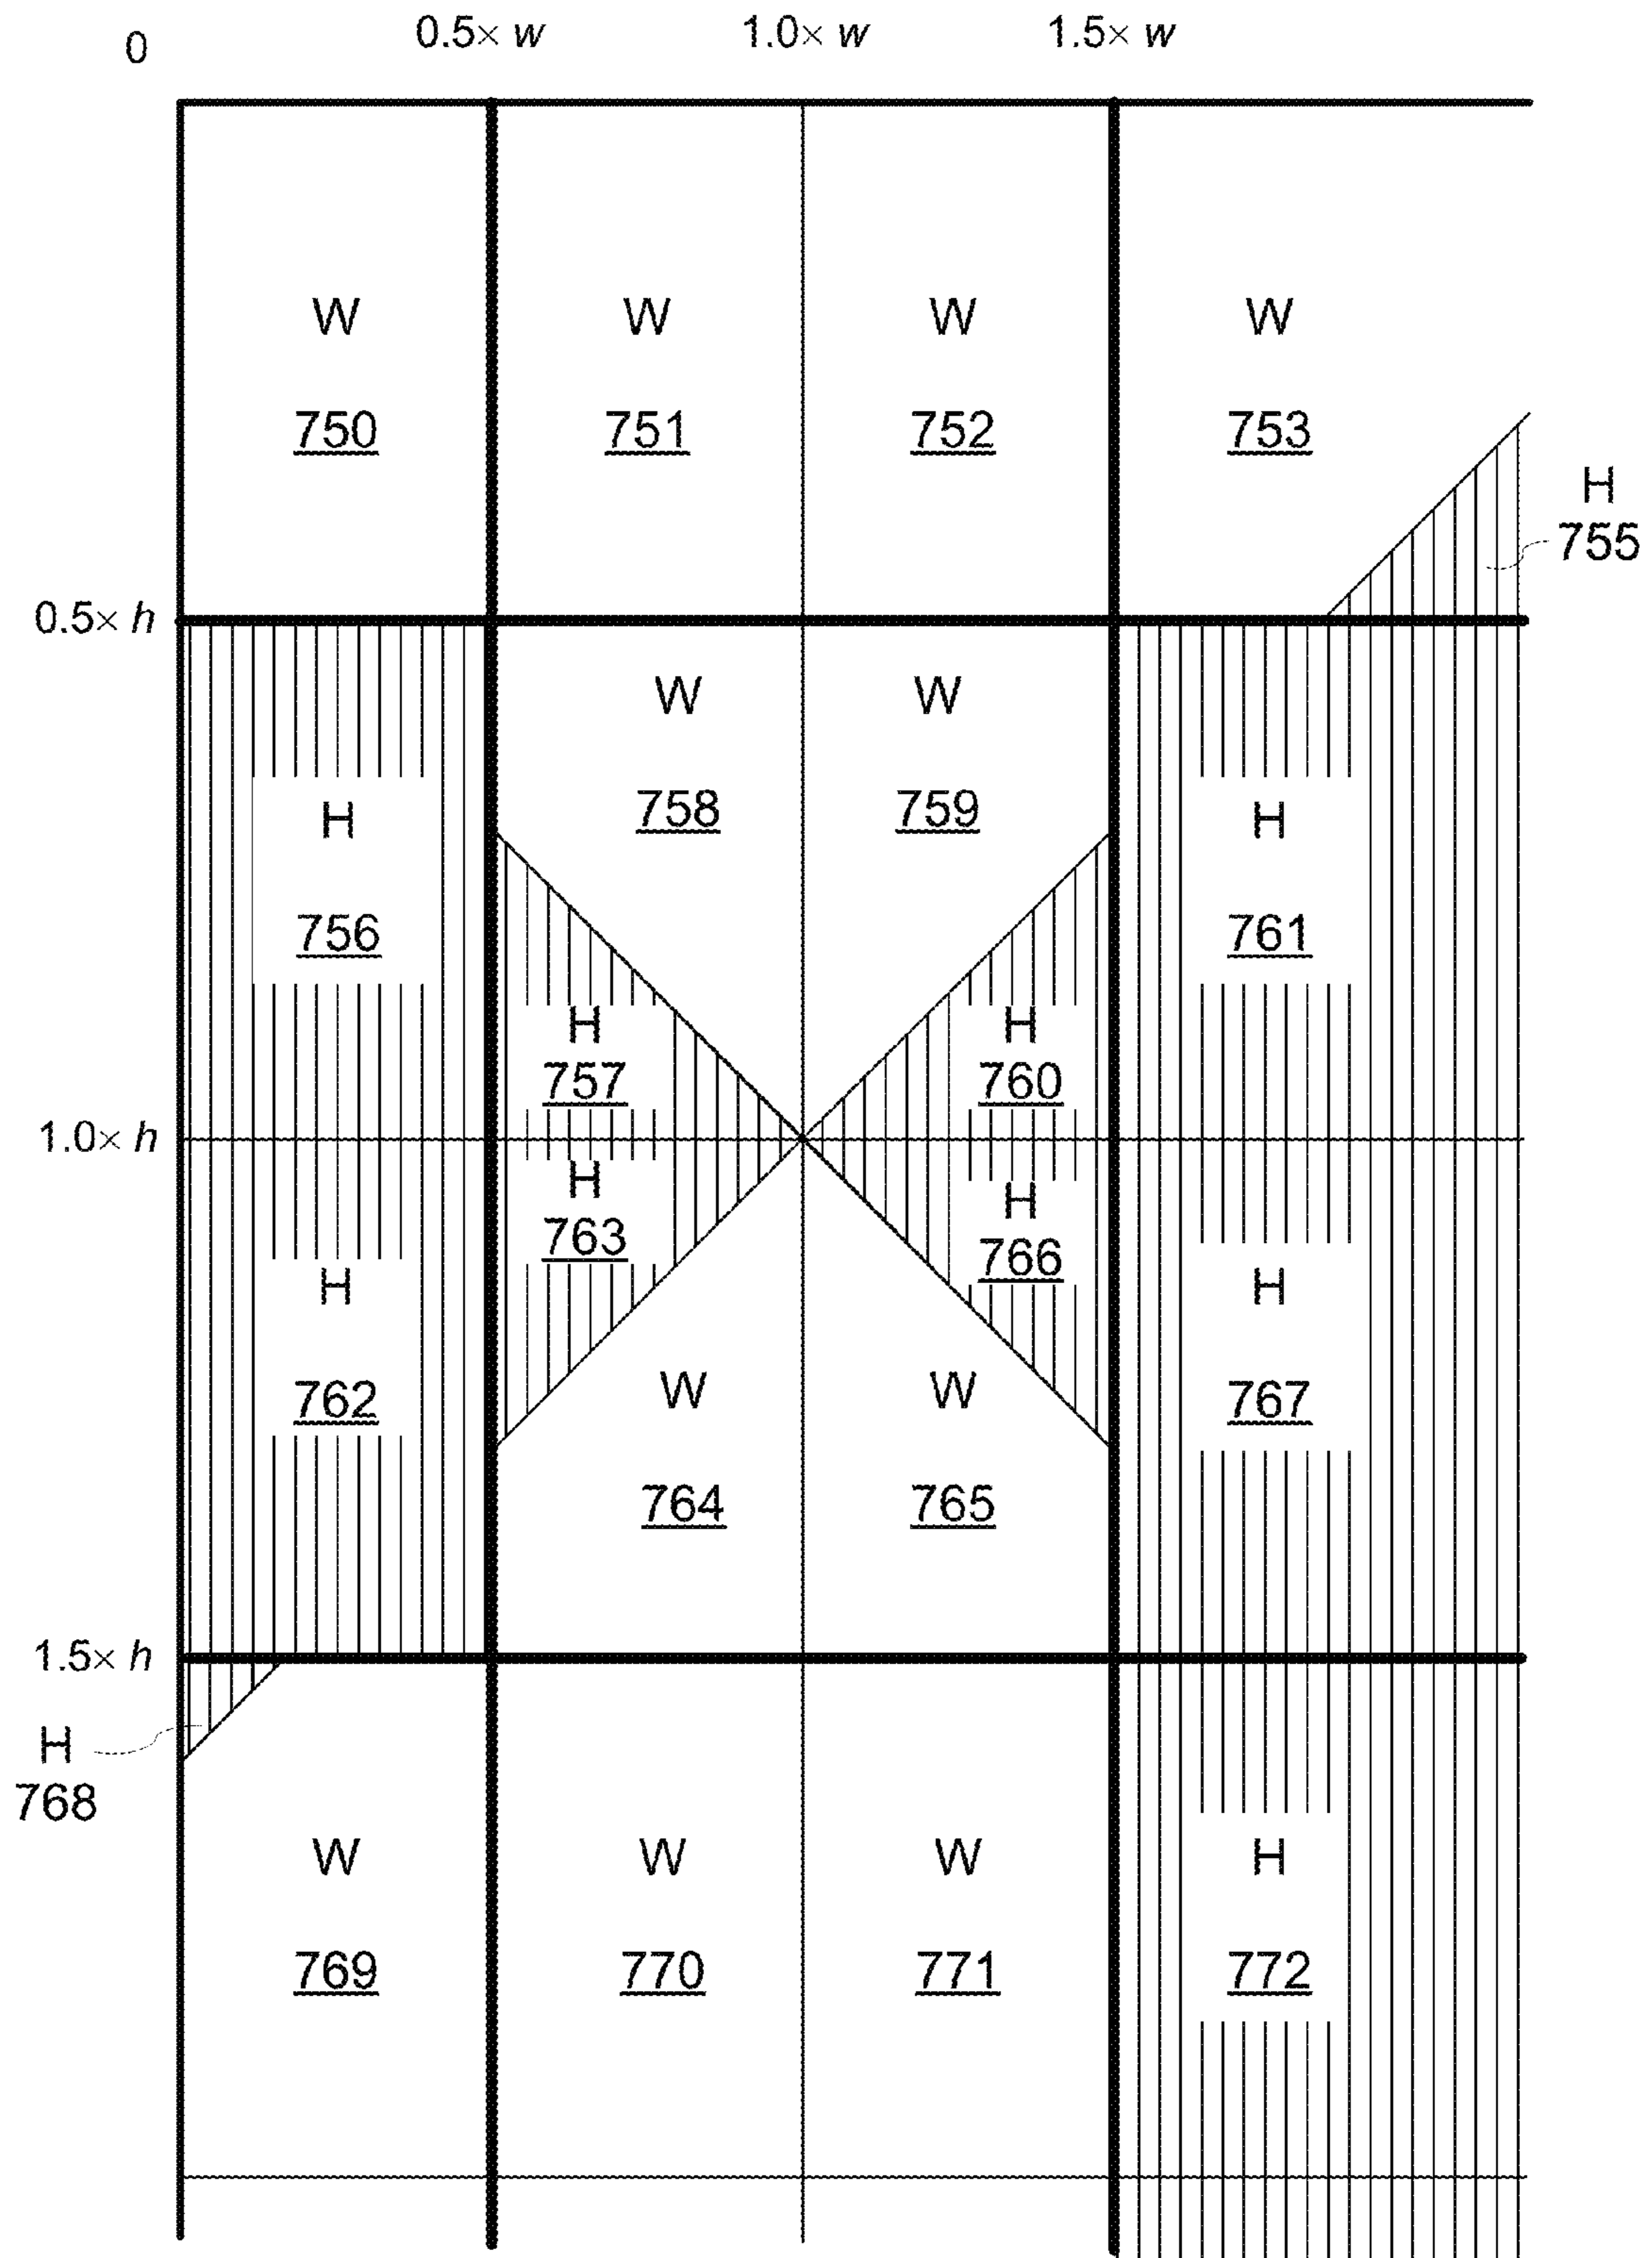 0 0.5× w 1.0× w 1.5× w
W W W W
750 751 752 753
H
755
0.5× h
W W
758 759
H H
756 761
H H
757 760
1.0× h
H H
763 766
H H
762 767
W W
764 765
1.5× h
H
768
W W W H
769 770 771 772